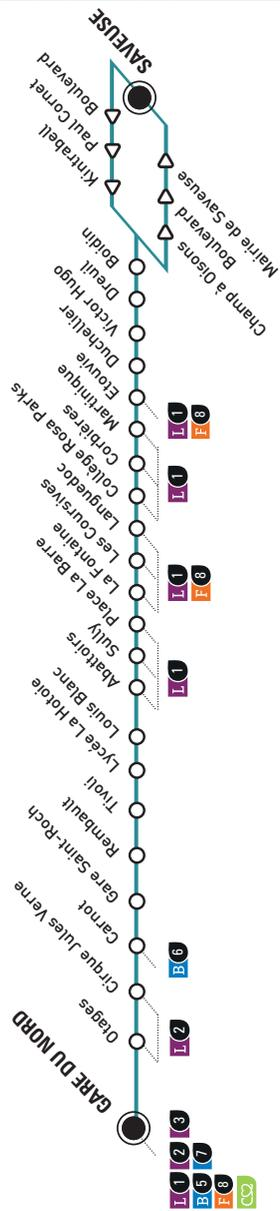 GARE DU NORD
Otages
Cirque Jules Verne
Carnot
Gare Saint-Roch
Rembault
Tivoli
Lycée La Hotoie
Louis Blanc
Abattoirs
Sully
Place La Barre
La Fontaine
Les Coursives
Languedoc
Collège Rosa Parks
Corbières
Martinique
Etouvie
Duchellier
Victor Hugo
Dreuil
Boidin
Kintrabell
Paul Cornet
Boulevard
SAVEUSE
Mairie de Saveuse
Boulevard
Champ à Oisons
L 1 L 2 L 3
B 5 B 7
F 8
L 2
B 6
L 1
L 1
F 8
L 1
L 1
F 8